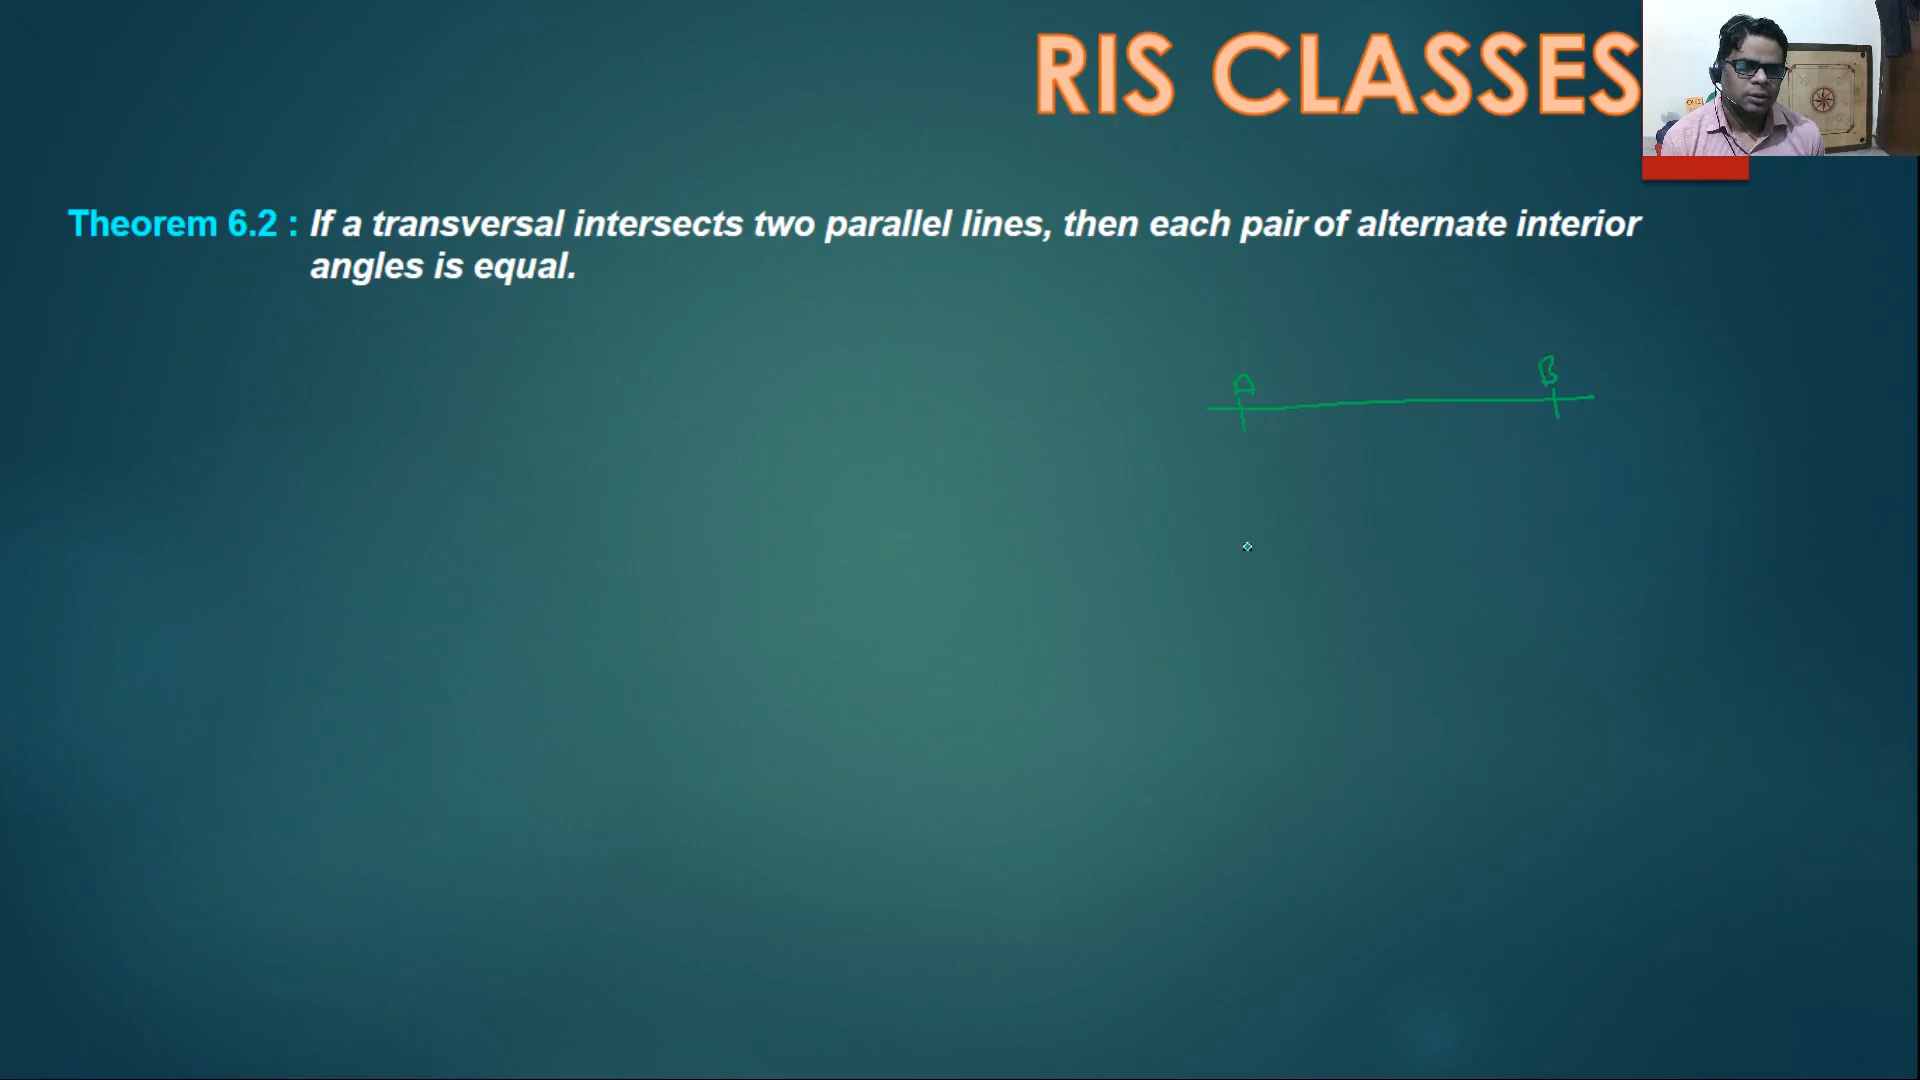 RIS CLASSES
Theorem 6.2 : If a transversal intersects two parallel lines, then each pair of alternate interior
angles is equal.
A B